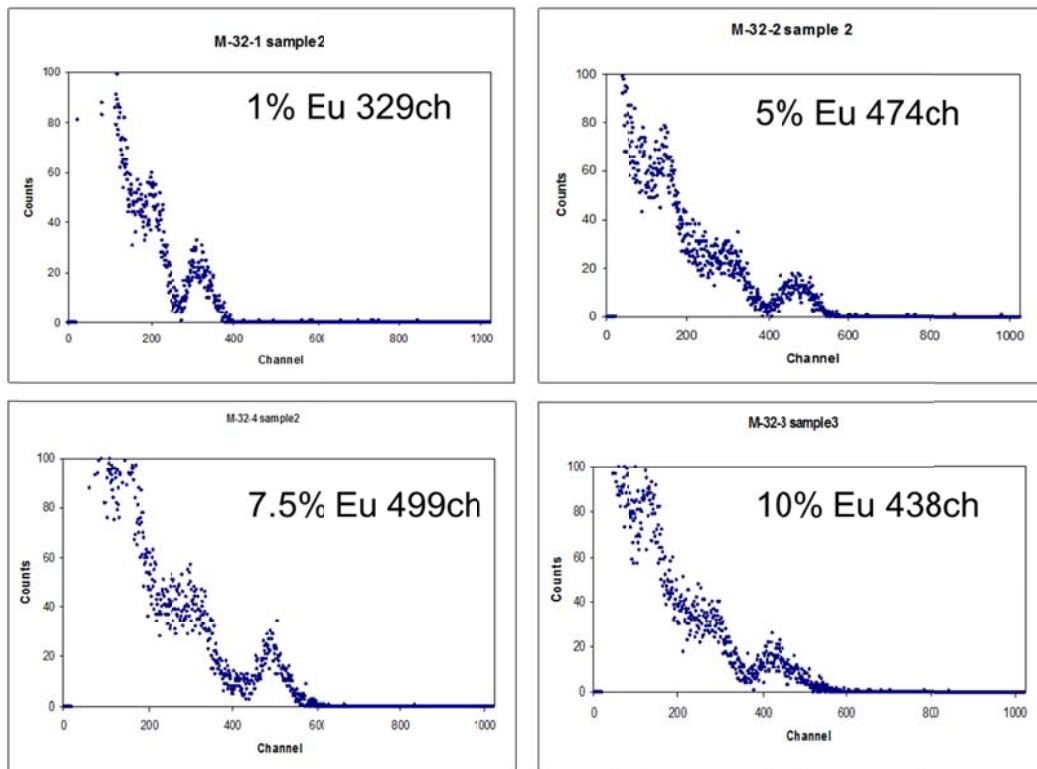 M-32-1 sample2
1% Eu 329ch
Counts
100
80
60
40
20
0
0 200 400 600 800 1000
Channel
M-32-2 sample 2
5% Eu 474ch
Counts
100
80
60
40
20
0
0 200 400 600 800 1000
Channel
M-32-4 sample2
7.5% Eu 499ch
Counts
100
80
60
40
20
0
0 200 400 600 800 1000
Channel
M-32-3 sample3
10% Eu 438ch
Counts
100
80
60
40
20
0
0 200 400 600 800 1000
Channel